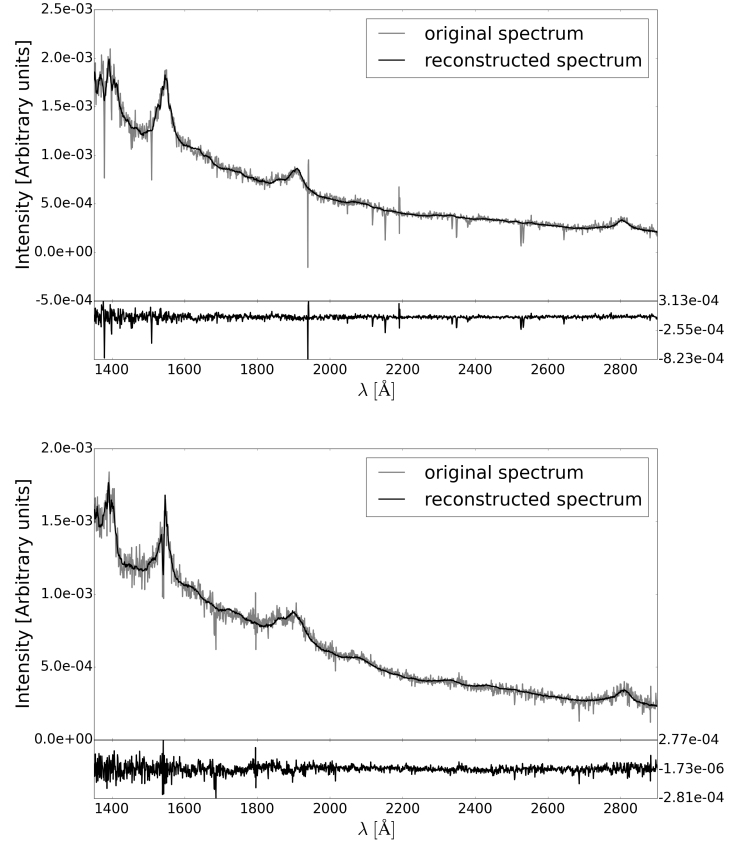 2.5e-03
original spectrum
reconstructed spectrum
2.0e-03
1.5e-03
1.0e-03
5.0e-04
0.0e+00
-5.0e-04
Intensity [Arbitrary units]
3.13e-04
-2.55e-04
-8.23e-04
1400 1600 1800 2000 2200 2400 2600 2800
λ [Å]
2.0e-03
original spectrum
reconstructed spectrum
1.5e-03
1.0e-03
5.0e-04
0.0e+00
Intensity [Arbitrary units]
2.77e-04
-1.73e-06
-2.81e-04
1400 1600 1800 2000 2200 2400 2600 2800
λ [Å]